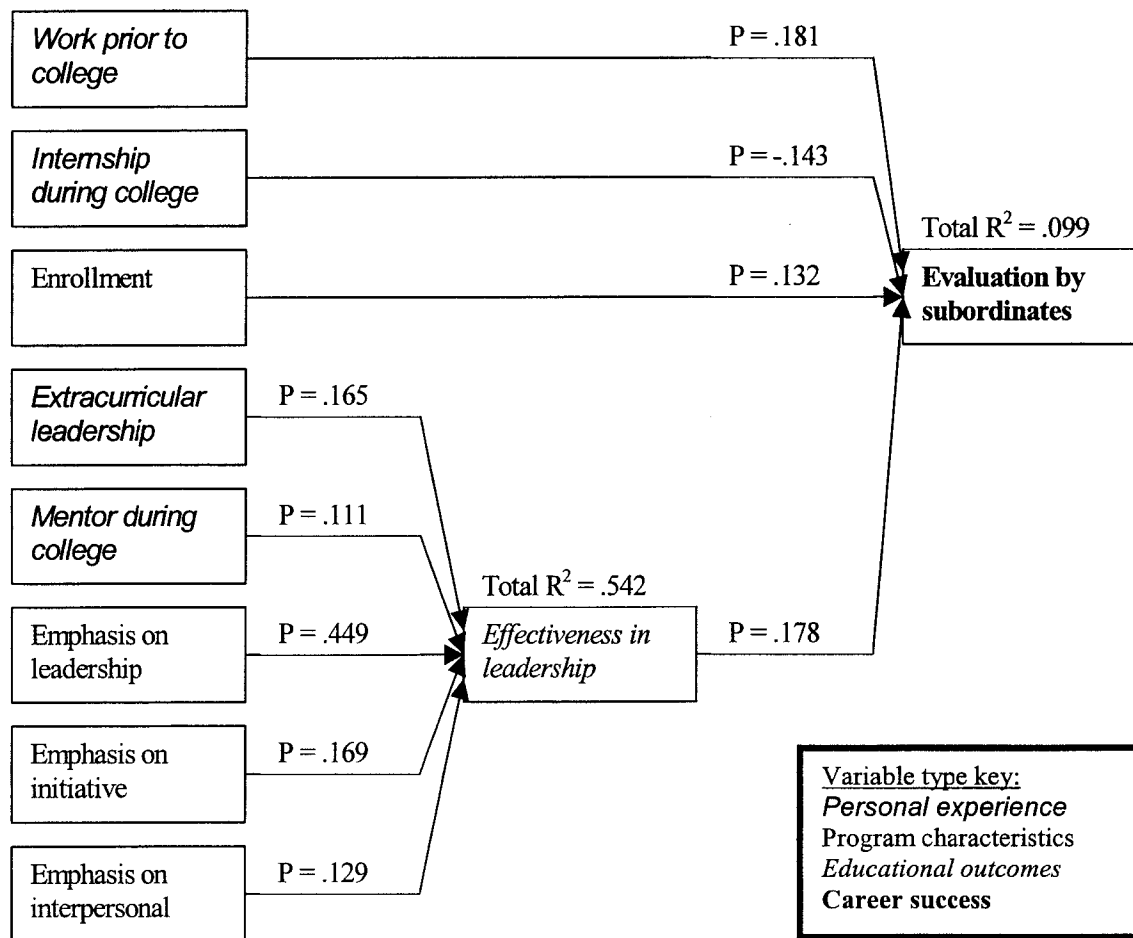 Work prior to
college
P = .181
Internship
during college
P = -.143
Total R² = .099
Enrollment
P = .132
Evaluation by
subordinates
Extracurricular
leadership
P = .165
Mentor during
college
P = .111
Total R² = .542
Emphasis on
leadership
P = .449
Effectiveness in
leadership
P = .178
Emphasis on
initiative
P = .169
Emphasis on
interpersonal
P = .129
Variable type key:
Personal experience
Program characteristics
Educational outcomes
Career success